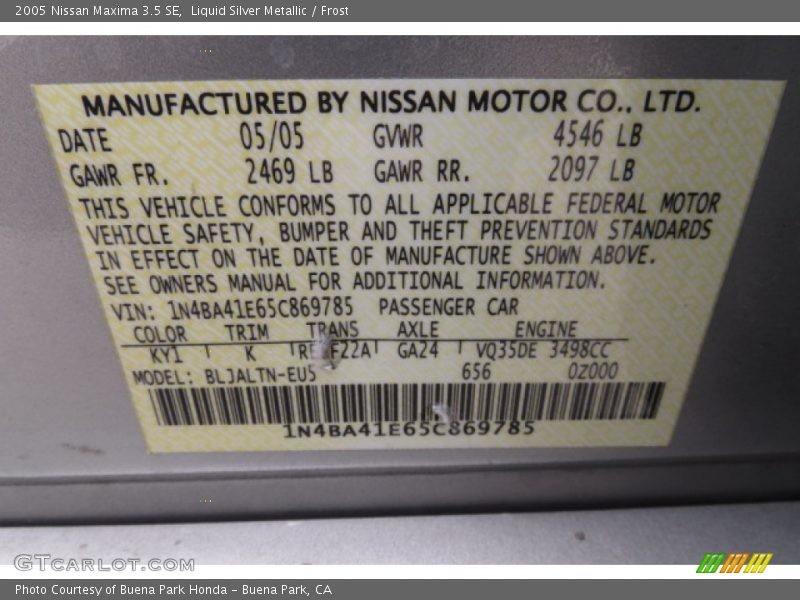 2005 Nissan Maxima 3.5 SE, Liquid Silver Metallic / Frost
MANUFACTURED BY NISSAN MOTOR CO., LTD.
DATE 05/05 GVWR 4546 LB
GAWR FR. 2469 LB GAWR RR. 2097 LB
THIS VEHICLE CONFORMS TO ALL APPLICABLE FEDERAL MOTOR
VEHICLE SAFETY, BUMPER AND THEFT PREVENTION STANDARDS
IN EFFECT ON THE DATE OF MANUFACTURE SHOWN ABOVE.
SEE OWNERS MANUAL FOR ADDITIONAL INFORMATION.
VIN: 1N4BA41E65C869785 PASSENGER CAR
COLOR TRIM TRANS AXLE ENGINE
KY1 K GA24 VQ35DE 3498CC
MODEL: BLJALTN-EU5 656 0Z000
1N4BA41E65C869785
GTCARLOT.COM
Photo Courtesy of Buena Park Honda - Buena Park, CA